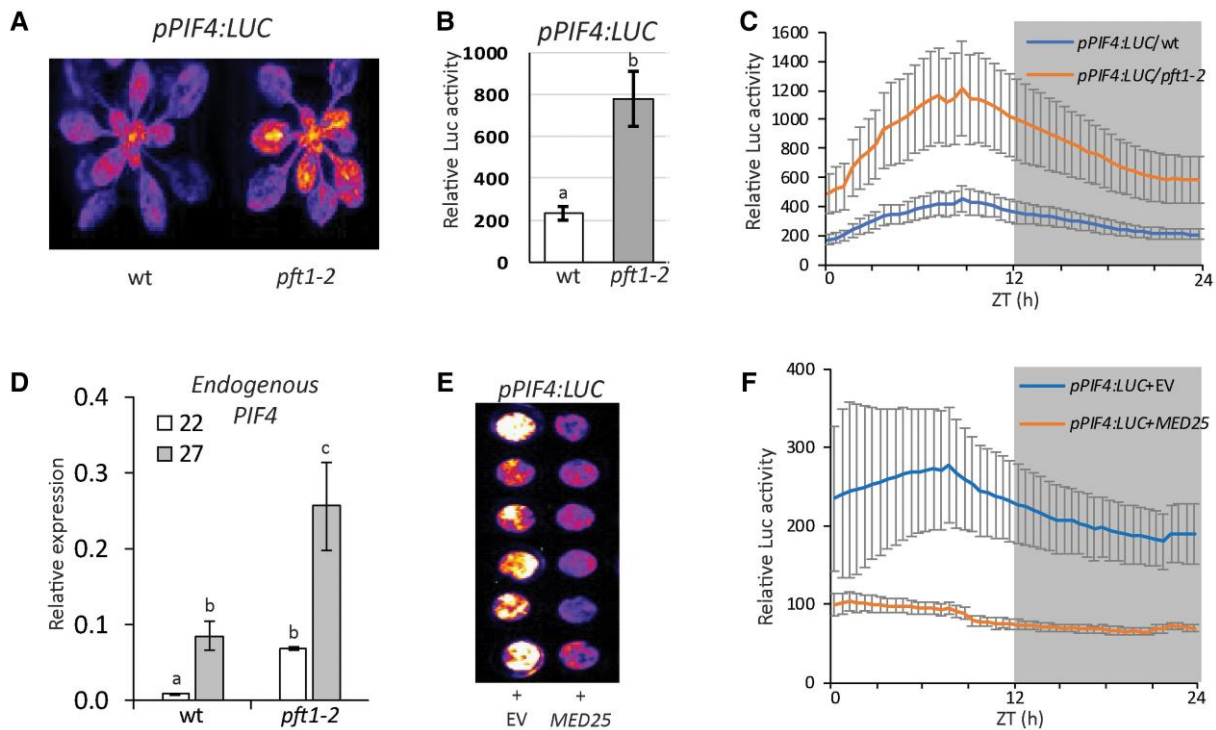 A
pPIF4:LUC
wt
pft1-2
B
pPIF4:LUC
Relative Luc activity
1000
800
600
400
200
0
a
b
wt
pft1-2
C
Relative Luc activity
1600
1400
1200
1000
800
600
400
200
0
pPIF4:LUC/wt
pPIF4:LUC/pft1-2
0
12
24
ZT (h)
D
Endogenous
PIF4
22
27
Relative expression
0.4
0.3
0.2
0.1
0.0
a
b
b
c
wt
pft1-2
E
pPIF4:LUC
+ +
EV MED25
F
Relative Luc activity
400
300
200
100
0
pPIF4:LUC+EV
pPIF4:LUC+MED25
0
12
24
ZT (h)